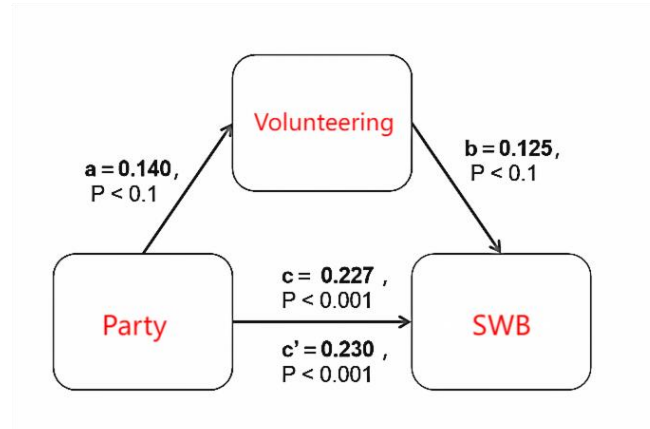 Volunteering
a = 0.140,
P < 0.1
b = 0.125,
P < 0.1
Party
c = 0.227 ,
P < 0.001
c’ = 0.230 ,
P < 0.001
SWB